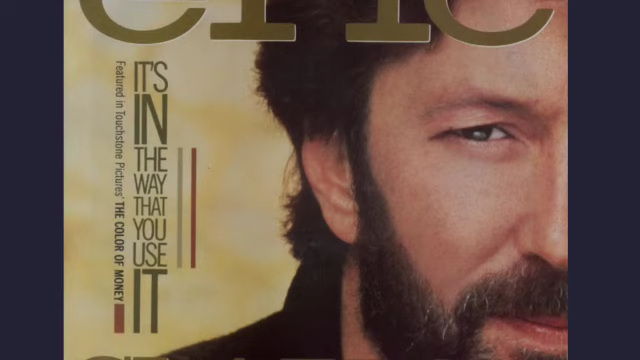 eric
IT'S
IN
THE
WAY
THAT
YOU
USE
IT
Featured in Touchstone Pictures' THE COLOR OF MONEY